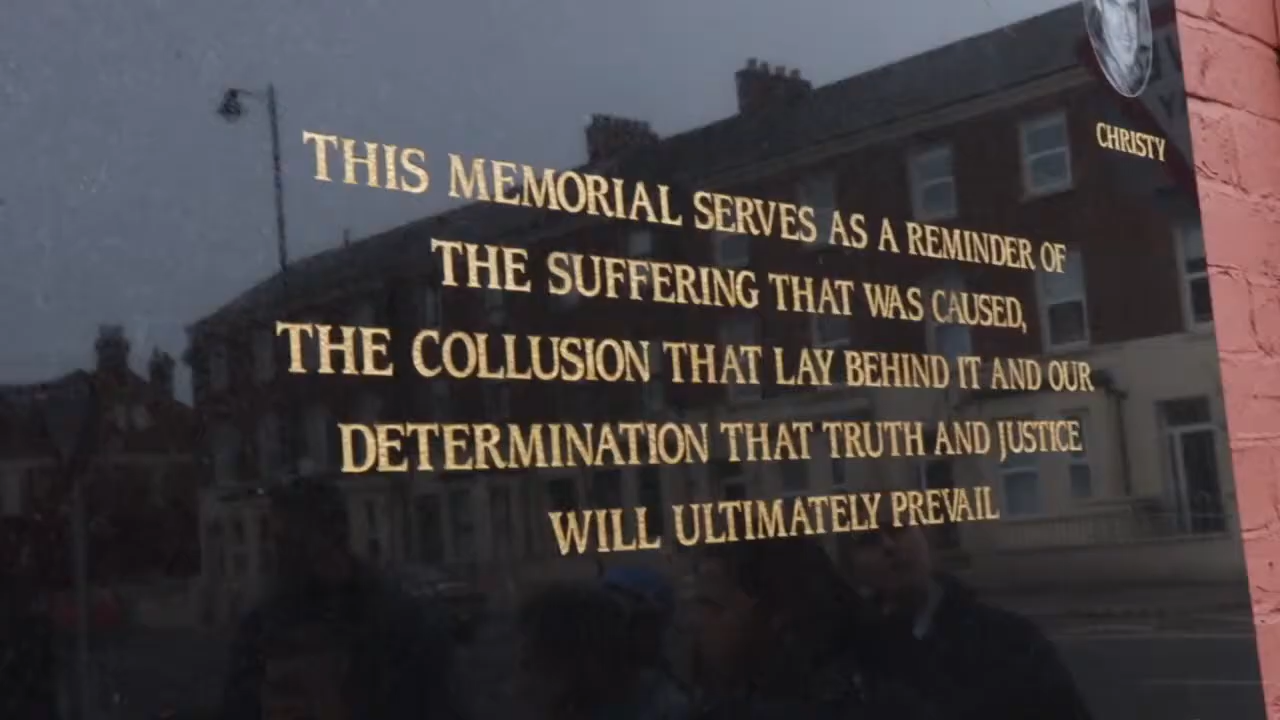 CHRISTY
THIS MEMORIAL SERVES AS A REMINDER OF
THE SUFFERING THAT WAS CAUSED,
THE COLLUSION THAT LAY BEHIND IT AND OUR
DETERMINATION THAT TRUTH AND JUSTICE
WILL ULTIMATELY PREVAIL